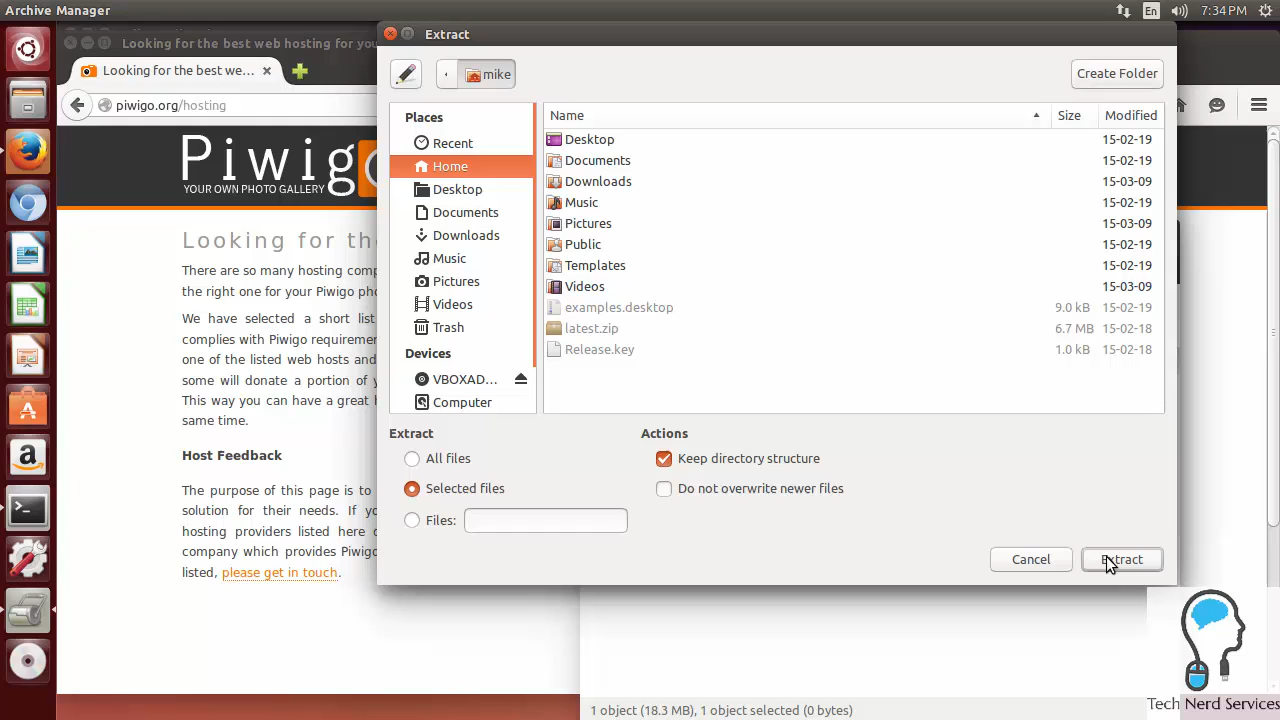 Archive Manager
En
7:34 PM
Looking for the best web hosting for you
Extract
Looking for the best we...
mike
Create Folder
piwigo.org/hosting
Places
Recent
Home
Desktop
Documents
Downloads
Music
Pictures
Videos
Trash
Devices
VBOXAD...
Computer
Name Size Modified
Desktop 15-02-19
Documents 15-02-19
Downloads 15-03-09
Music 15-02-19
Pictures 15-03-09
Public 15-02-19
Templates 15-02-19
Videos 15-03-09
examples.desktop 9.0 kB 15-02-19
latest.zip 6.7 MB 15-02-18
Release.key 1.0 kB 15-02-18
Piwig
YOUR OWN PHOTO GALLERY
Looking for the
There are so many hosting comp
the right one for your Piwigo pho
We have selected a short list
complies with Piwigo requiremen
one of the listed web hosts and
some will donate a portion of y
This way you can have a great h
same time.
Host Feedback
The purpose of this page is to
solution for their needs. If yo
hosting providers listed here o
company which provides Piwigo
listed, please get in touch.
Extract
All files
Selected files
Files:
Actions
Keep directory structure
Do not overwrite newer files
Cancel
Extract
1 object (18.3 MB), 1 object selected (0 bytes)
Tech Nerd Services